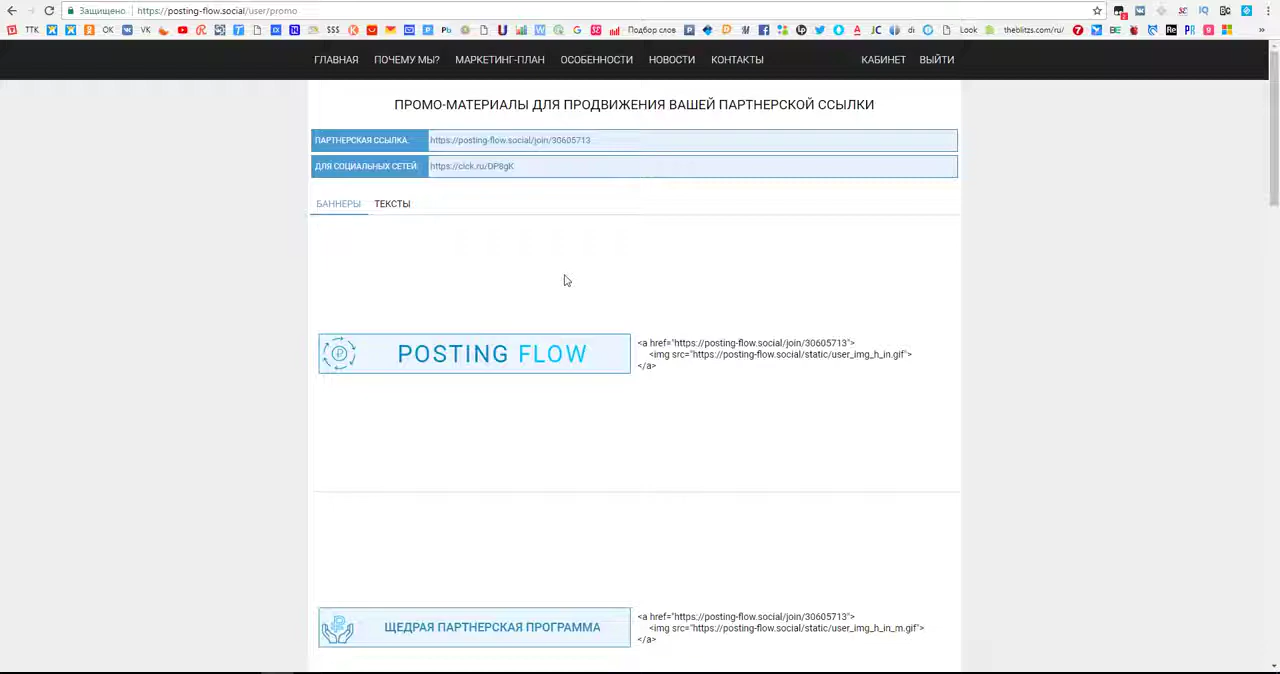 Защищено
https://posting-flow.social/user/promo
ТТК
ОК
VK
SSS
Подбор слов
Look
theblitzs.com/ru/
ГЛАВНАЯ ПОЧЕМУ МЫ? МАРКЕТИНГ-ПЛАН ОСОБЕННОСТИ НОВОСТИ КОНТАКТЫ КАБИНЕТ ВЫЙТИ
ПРОМО-МАТЕРИАЛЫ ДЛЯ ПРОДВИЖЕНИЯ ВАШЕЙ ПАРТНЕРСКОЙ ССЫЛКИ
ПАРТНЕРСКАЯ ССЫЛКА: https://posting-flow.social/join/30605713
ДЛЯ СОЦИАЛЬНЫХ СЕТЕЙ: https://clck.ru/DP8gK
БАННЕРЫ ТЕКСТЫ
POSTING FLOW
<a href="https://posting-flow.social/join/30605713">
<img src="https://posting-flow.social/static/user_img_h_in.gif">
</a>
ЩЕДРАЯ ПАРТНЕРСКАЯ ПРОГРАММА
<a href="https://posting-flow.social/join/30605713">
<img src="https://posting-flow.social/static/user_img_h_in_m.gif">
</a>